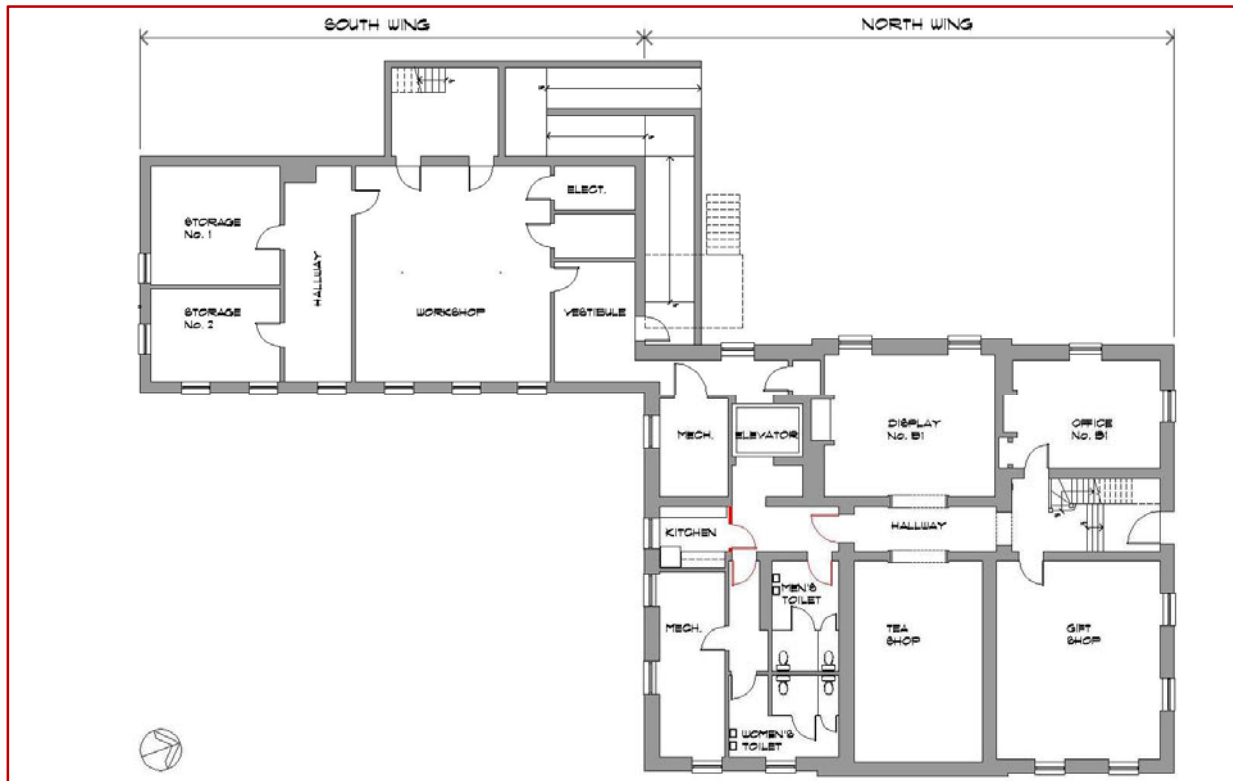 SOUTH WING
NORTH WING
ELECT.
STORAGE
No. 1
HALLWAY
STORAGE
No. 2
WORKSHOP
VESTIBULE
MECH.
ELEVATOR
DISPLAY
No. B1
OFFICE
No. B1
KITCHEN
HALLWAY
MEN'S
TOILET
MECH.
TEA
SHOP
GIFT
SHOP
WOMEN'S
TOILET